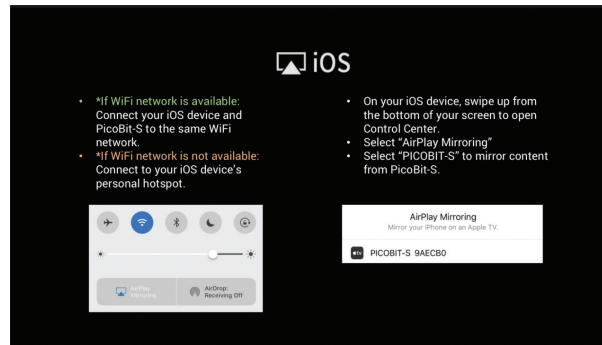 iOS
*If WiFi network is available:
Connect your iOS device and
PicoBit-S to the same WiFi
network.
*If WiFi network is not available:
Connect to your iOS device's
personal hotspot.
On your iOS device, swipe up from
the bottom of your screen to open
Control Center.
Select “AirPlay Mirroring”
Select “PICOBIT-S” to mirror content
from PicoBit-S.
AirPlay
Mirroring
AirDrop:
Receiving Off
AirPlay Mirroring
Mirror your iPhone on an Apple TV.
tv
PICOBIT-S 9AECB0